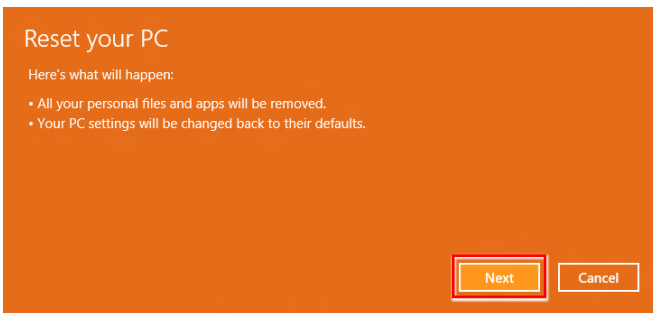 Reset your PC
Here's what will happen:
• All your personal files and apps will be removed.
• Your PC settings will be changed back to their defaults.
Next Cancel